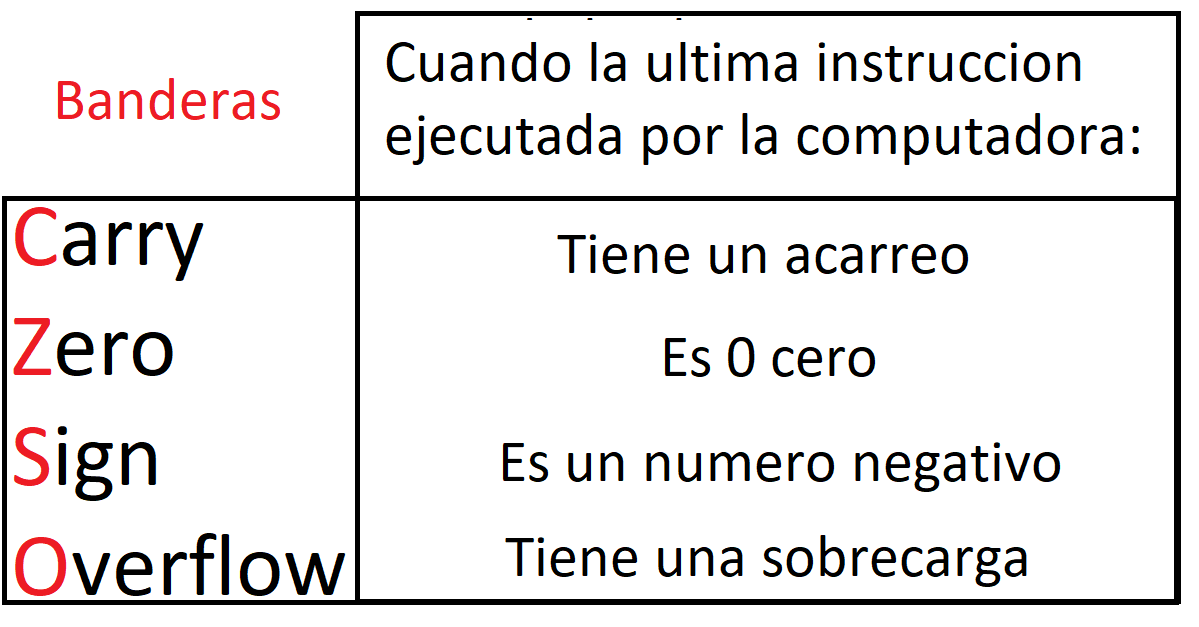 Banderas
Cuando la ultima instruccion
ejecutada por la computadora:
Carry
Tiene un acarreo
Zero
Es 0 cero
Sign
Es un numero negativo
Overflow
Tiene una sobrecarga